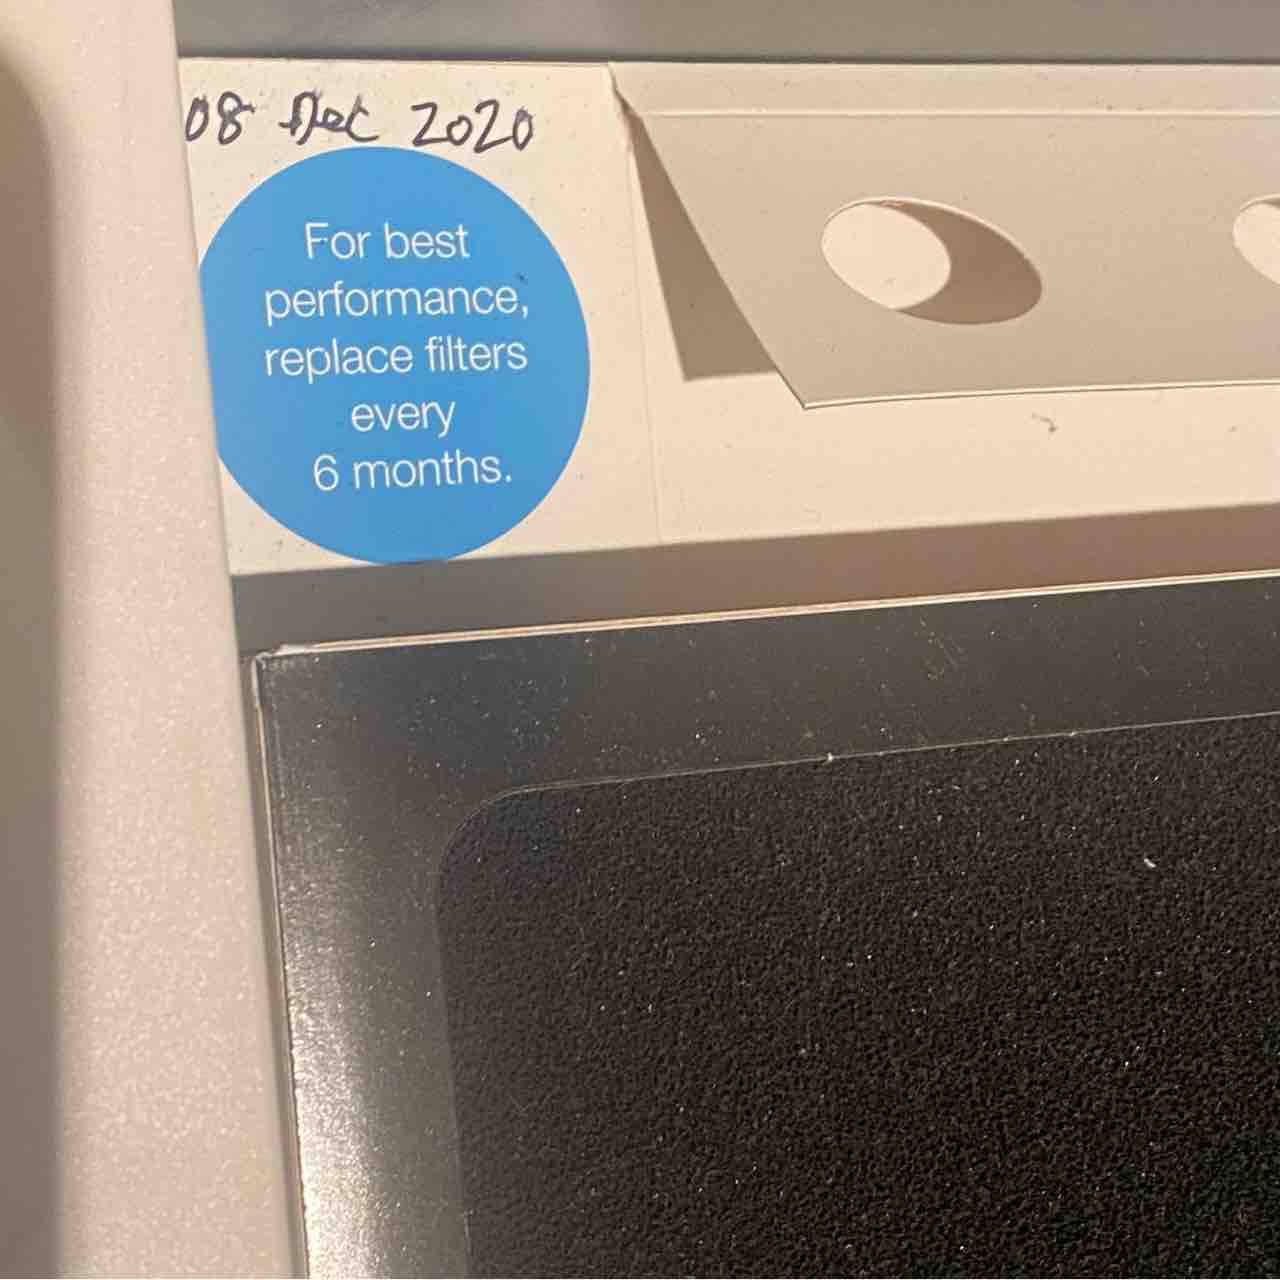 08 Dec 2020
For best
performance,
replace filters
every
6 months.